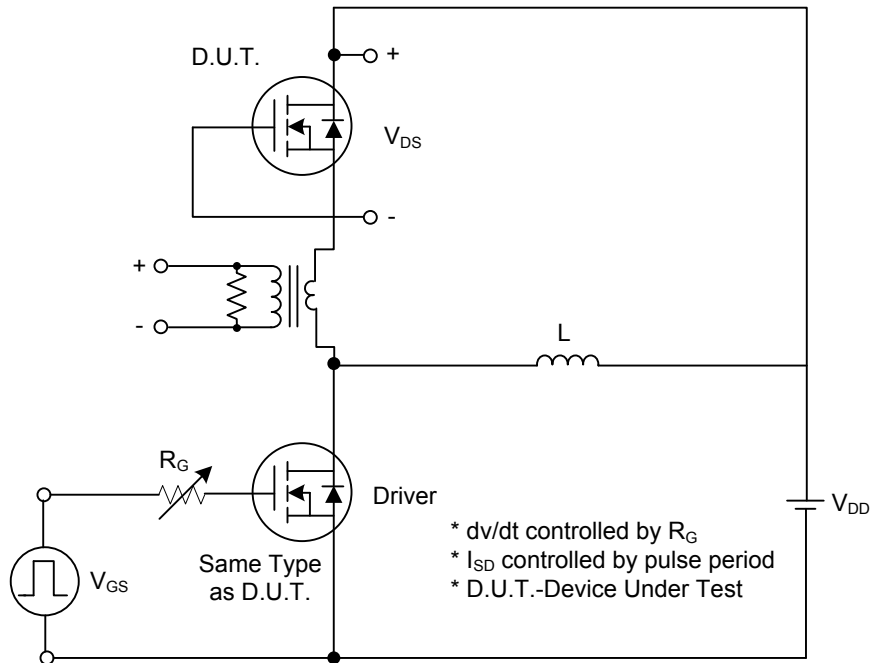 D.U.T.
+
V_DS
-
+
-
L
R_G
Driver
V_DD
V_GS
Same Type
as D.U.T.
* dv/dt controlled by R_G
* I_SD controlled by pulse period
* D.U.T.-Device Under Test